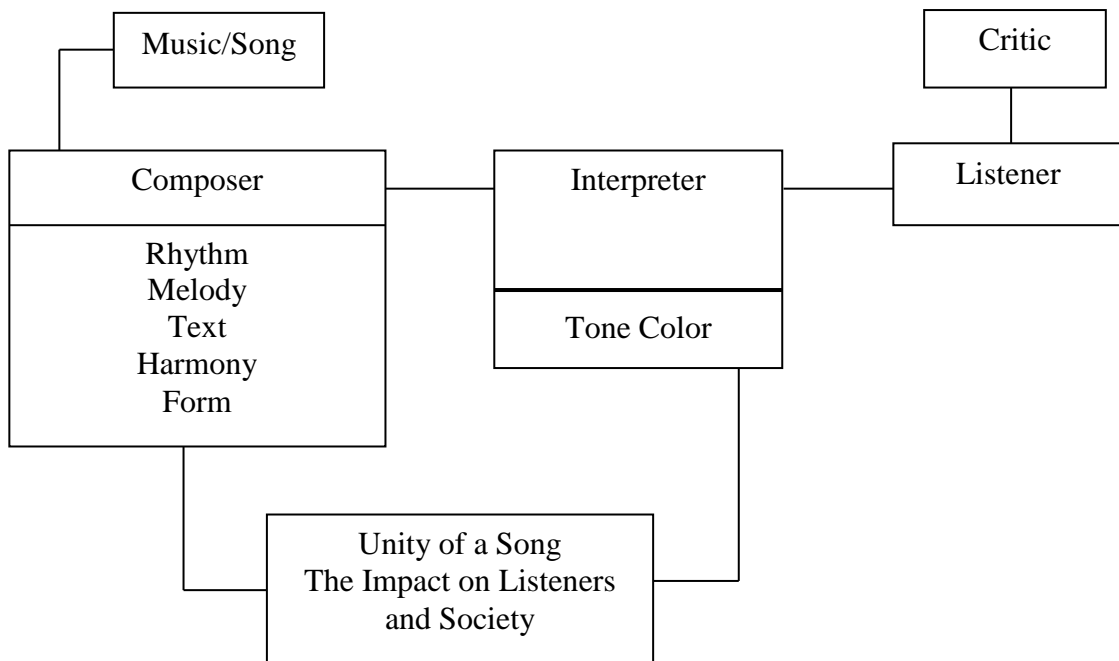 Music/Song
Critic
Composer
Interpreter
Listener
Rhythm
Melody
Text
Harmony
Form
Tone Color
Unity of a Song
The Impact on Listeners
and Society